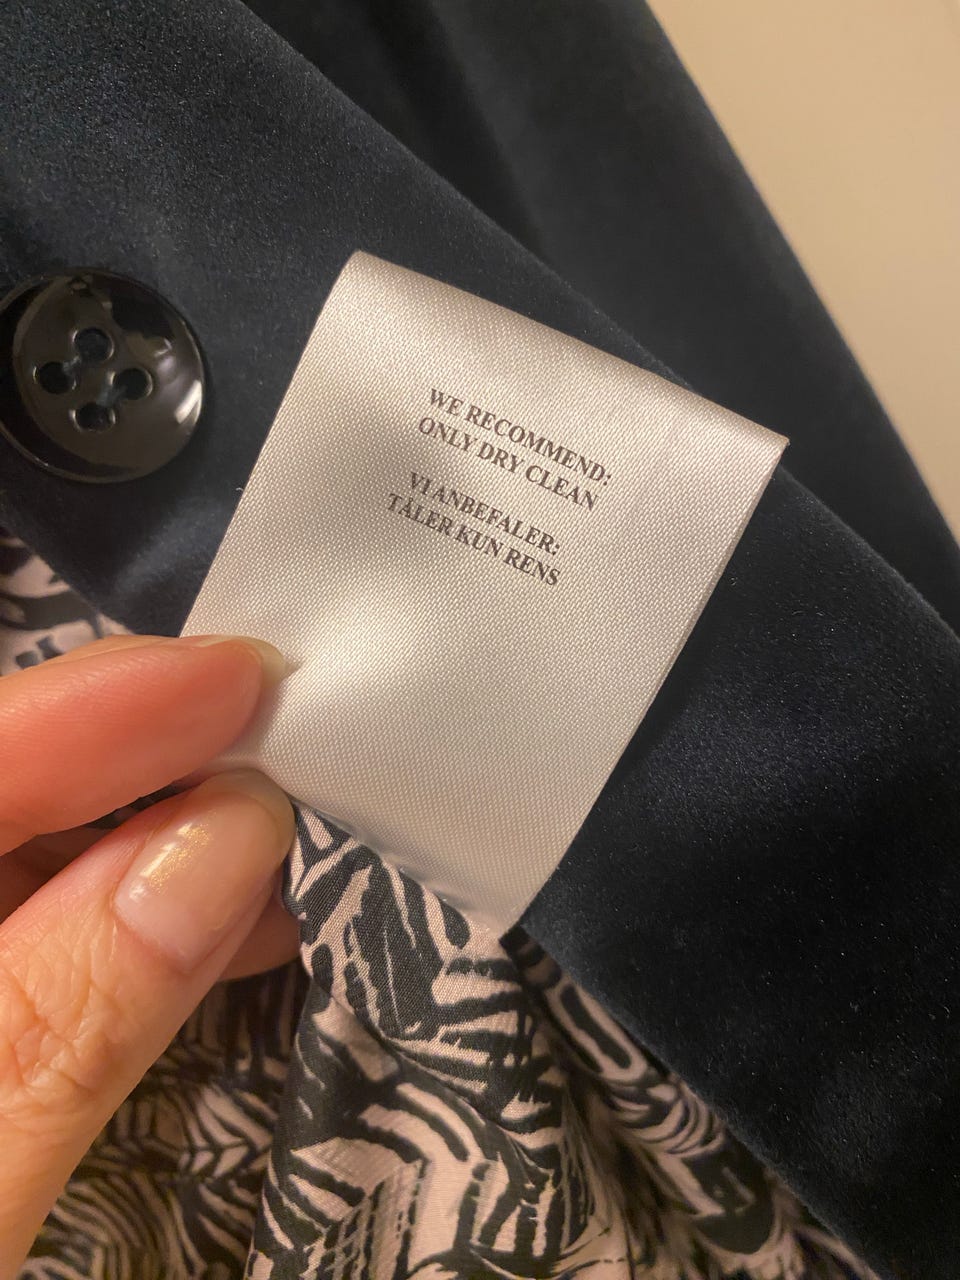 WE RECOMMEND:
ONLY DRY CLEAN
VI ANBEFALER:
TÅLER KUN RENS